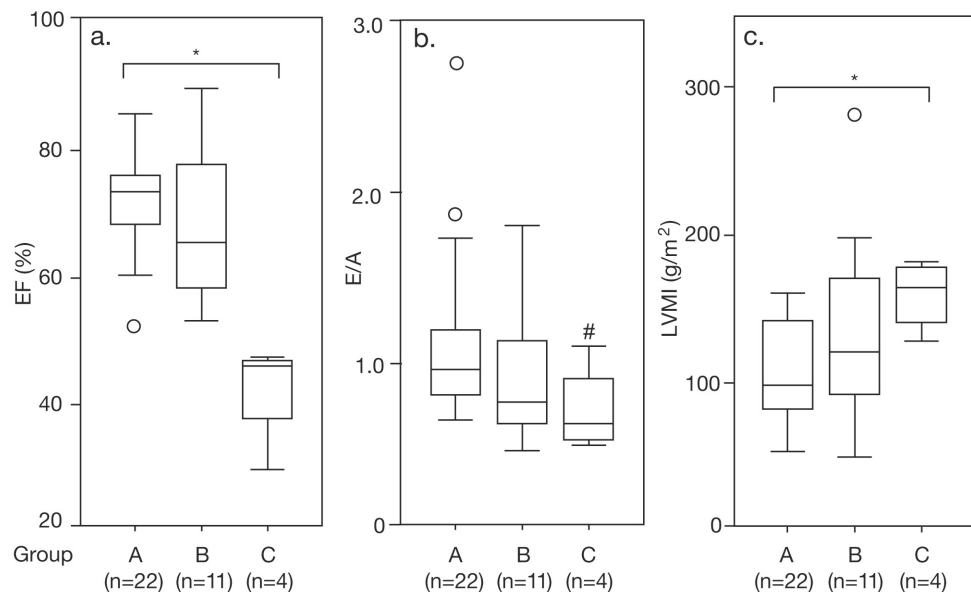 a.
*
100
80
60
40
20
EF (%)
Group
A
B
C
(n=22)
(n=11)
(n=4)
b.
3.0
2.0
1.0
0
E/A
#
A
B
C
(n=22)
(n=11)
(n=4)
c.
*
300
200
100
0
LVMI (g/m²)
A
B
C
(n=22)
(n=11)
(n=4)